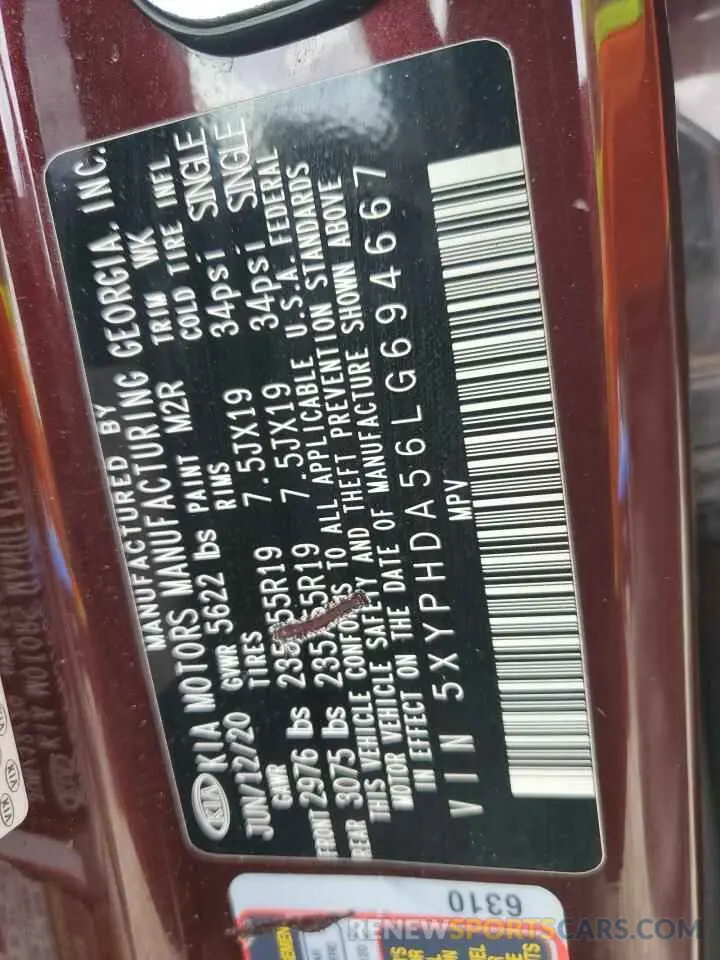 MANUFACTURED BY
KIA KIA MOTORS MANUFACTURING GEORGIA, INC.
JUN/12/20 GVWR 5622 lbs PAINT M2R TRIM WK
GAWR TIRES RIMS COLD TIRE INFL
FRONT 2976 lbs 235/55R19 7.5JX19 34psi SINGLE
REAR 3075 lbs 235/55R19 7.5JX19 34psi SINGLE
THIS VEHICLE CONFORMS TO ALL APPLICABLE U.S.A. FEDERAL
MOTOR VEHICLE SAFETY AND THEFT PREVENTION STANDARDS
IN EFFECT ON THE DATE OF MANUFACTURE SHOWN ABOVE
VIN 5XYPHDA56LG694667
MPV
6310
RENEWSPORTSCARS.COM